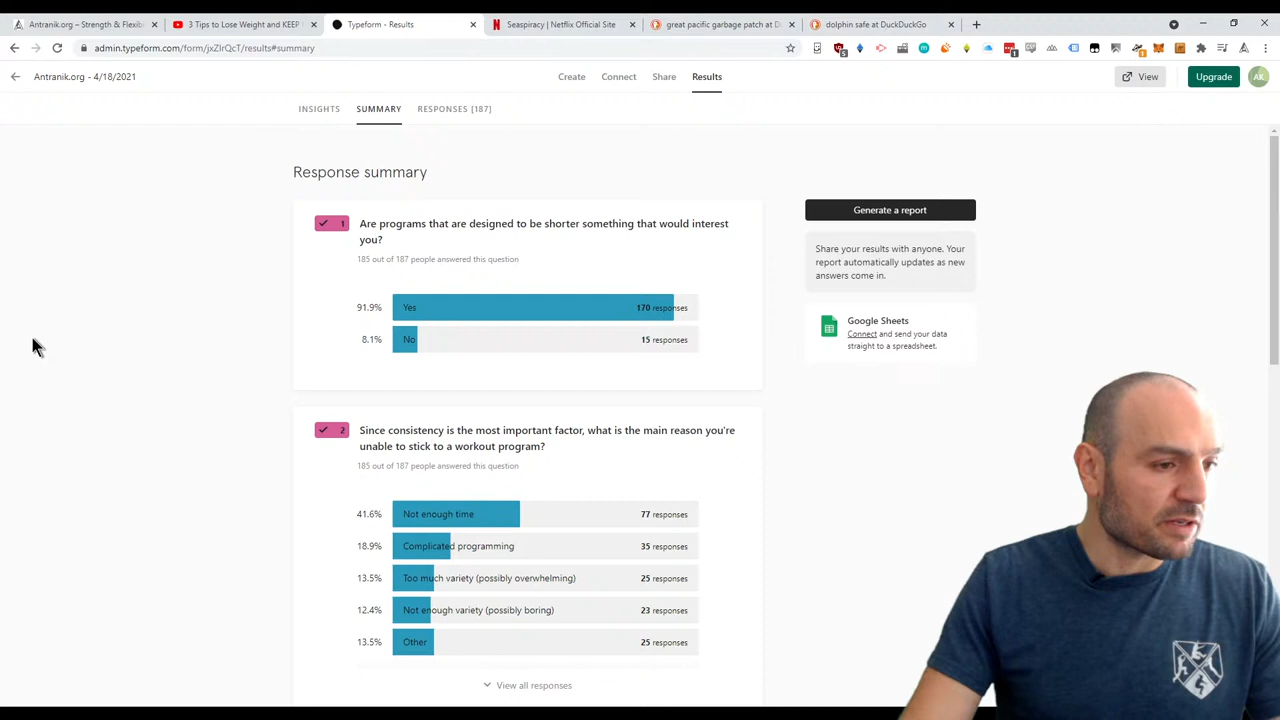 Antranik.org – Strength & Flexib
3 Tips to Lose Weight and KEEP
Typeform - Results
Seaspiracy | Netflix Official Site
great pacific garbage patch at D
dolphin safe at DuckDuckGo
admin.typeform.com/form/jxZIrQcT/results#summary
Antranik.org - 4/18/2021
Create
Connect
Share
Results
View
Upgrade
AK
INSIGHTS
SUMMARY
RESPONSES [187]
Response summary
1
Are programs that are designed to be shorter something that would interest
you?
185 out of 187 people answered this question
91.9% Yes 170 responses
8.1% No 15 responses
Generate a report
Share your results with anyone. Your
report automatically updates as new
answers come in.
Google Sheets
Connect and send your data
straight to a spreadsheet.
2
Since consistency is the most important factor, what is the main reason you're
unable to stick to a workout program?
185 out of 187 people answered this question
41.6% Not enough time 77 responses
18.9% Complicated programming 35 responses
13.5% Too much variety (possibly overwhelming) 25 responses
12.4% Not enough variety (possibly boring) 23 responses
13.5% Other 25 responses
View all responses